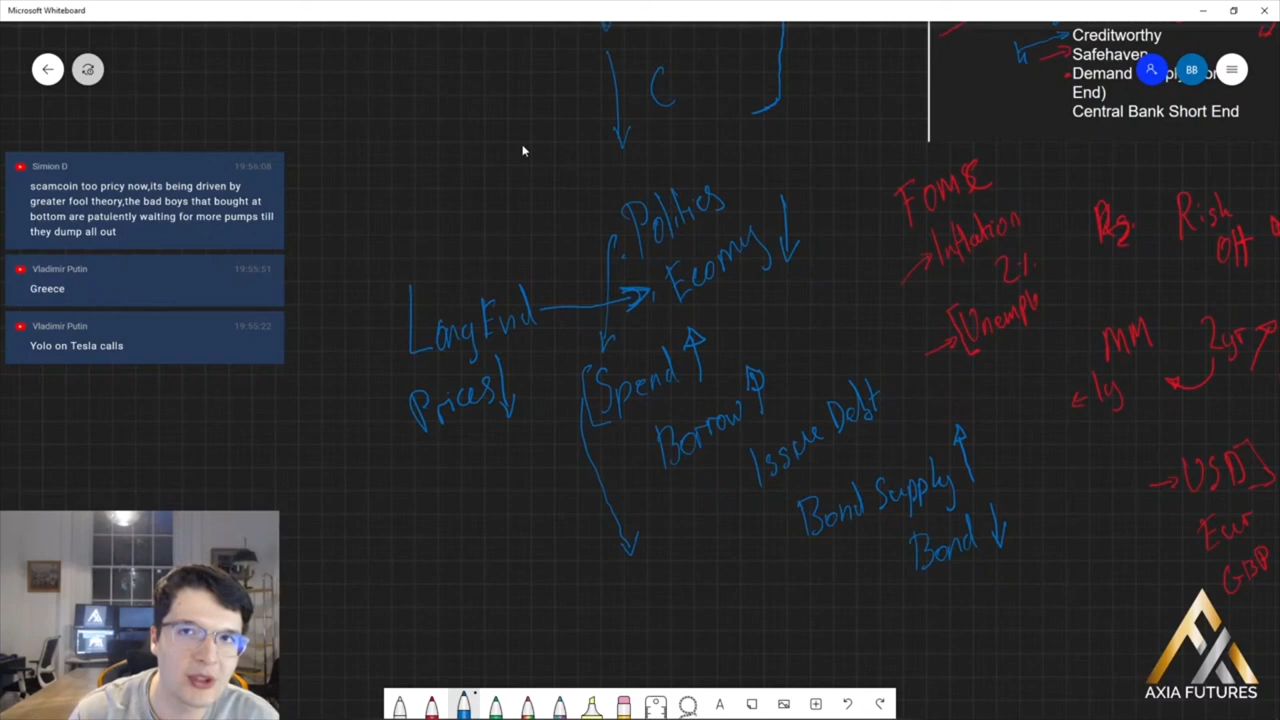 Microsoft Whiteboard
Creditworthy
Safehaven
Demand
End)
Central Bank Short End
BB
C
Simion D 19:56:08
scamcoin too pricy now,its being driven by
greater fool theory,the bad boys that bought at
bottom are patuiently waiting for more pumps till
they dump all out
Vladimir Putin 19:55:51
Greece
Vladimir Putin 19:55:22
Yolo on Tesla calls
Politics
Ecomy
Long End
Prices
Spend
Borrow
Issue Debt
Bond Supply
Bond
Inflation
2%
Unemp
Risk
Off
MM
2yr
1y
USD
Eur
GBP
AXIA FUTURES
A